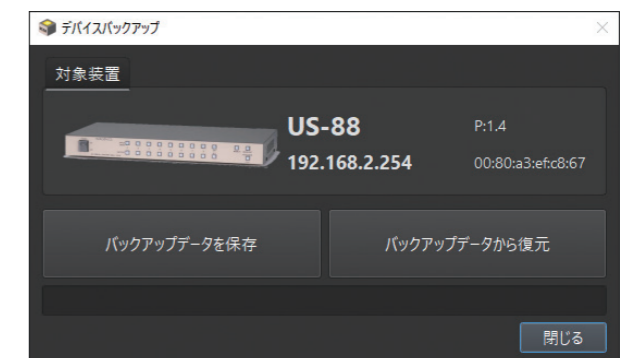 デバイスバックアップ
対象装置
US-88
P:1.4
192.168.2.254
00:80:a3:ef:c8:67
バックアップデータを保存
バックアップデータから復元
閉じる